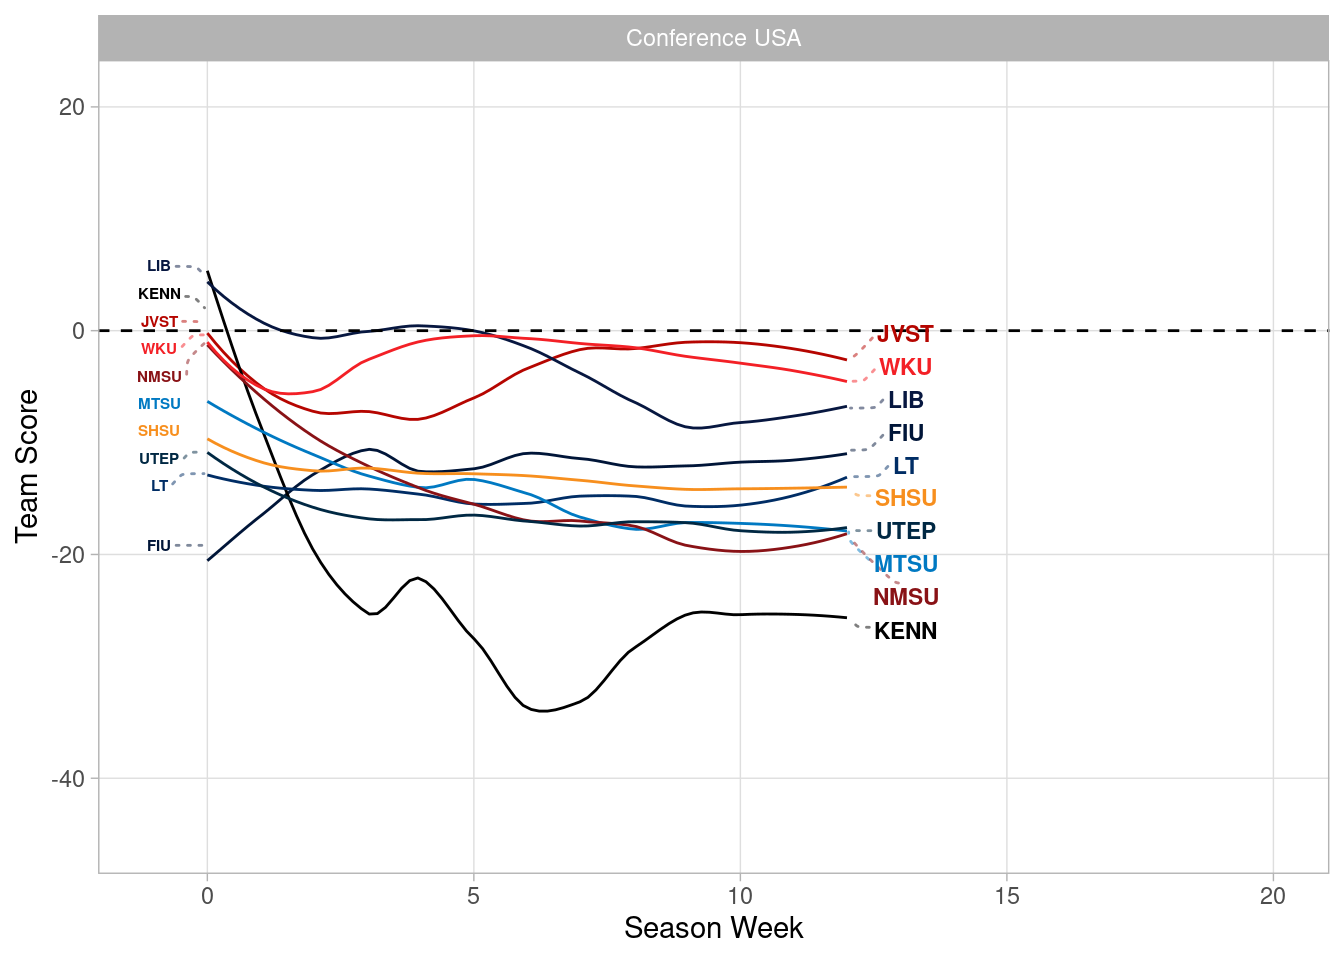 Conference USA
Team Score
20
0
-20
-40
LIB
KENN
JVST
WKU
NMSU
MTSU
SHSU
UTEP
LT
FIU
JVST
WKU
LIB
FIU
LT
SHSU
UTEP
MTSU
NMSU
KENN
0
5
10
15
20
Season Week